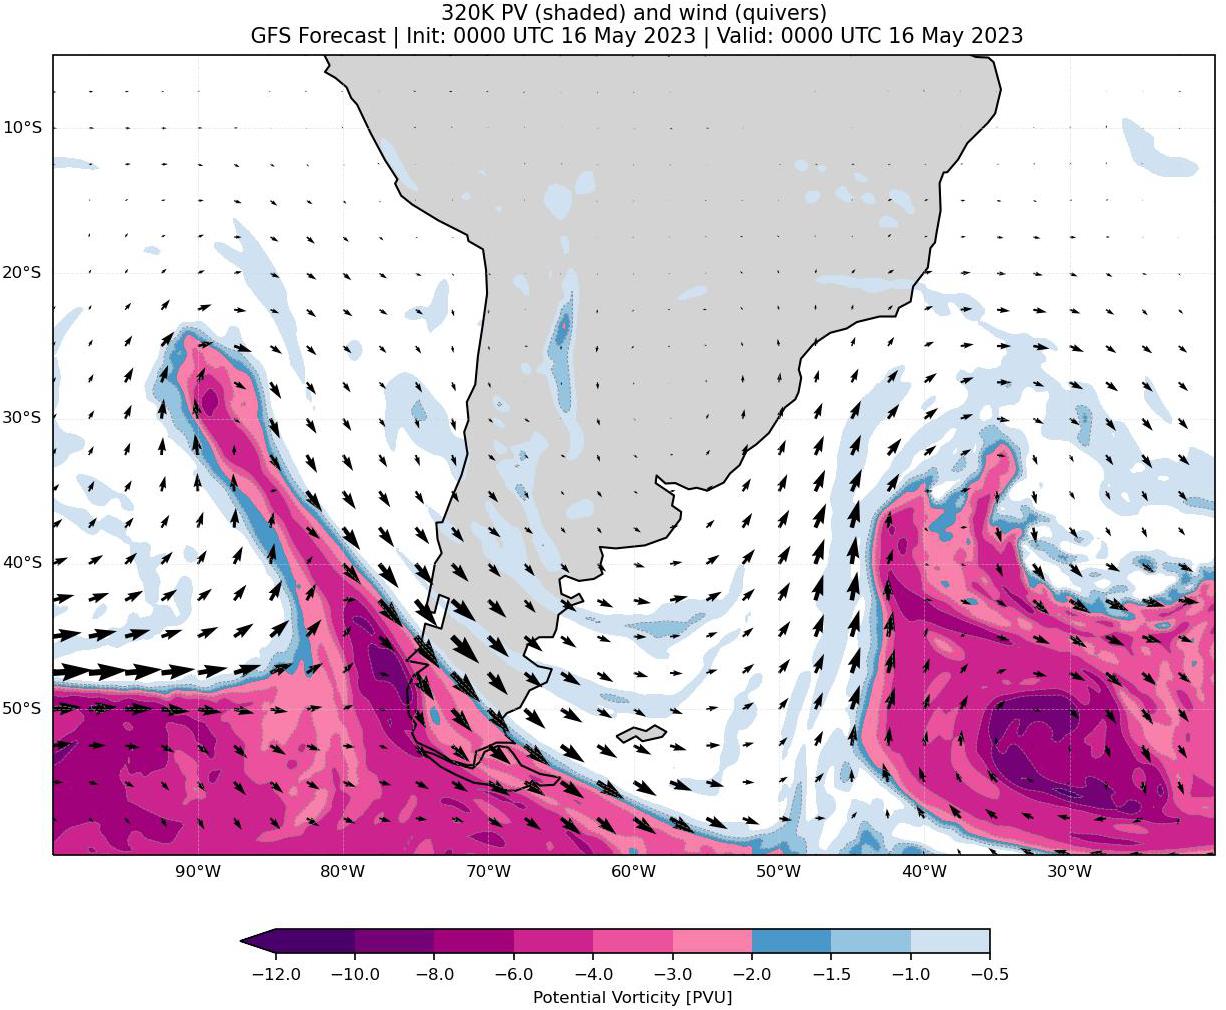 320K PV (shaded) and wind (quivers)
GFS Forecast | Init: 0000 UTC 16 May 2023 | Valid: 0000 UTC 16 May 2023
10°S
20°S
30°S
40°S
50°S
90°W 80°W 70°W 60°W 50°W 40°W 30°W
−12.0 −10.0 −8.0 −6.0 −4.0 −3.0 −2.0 −1.5 −1.0 −0.5
Potential Vorticity [PVU]